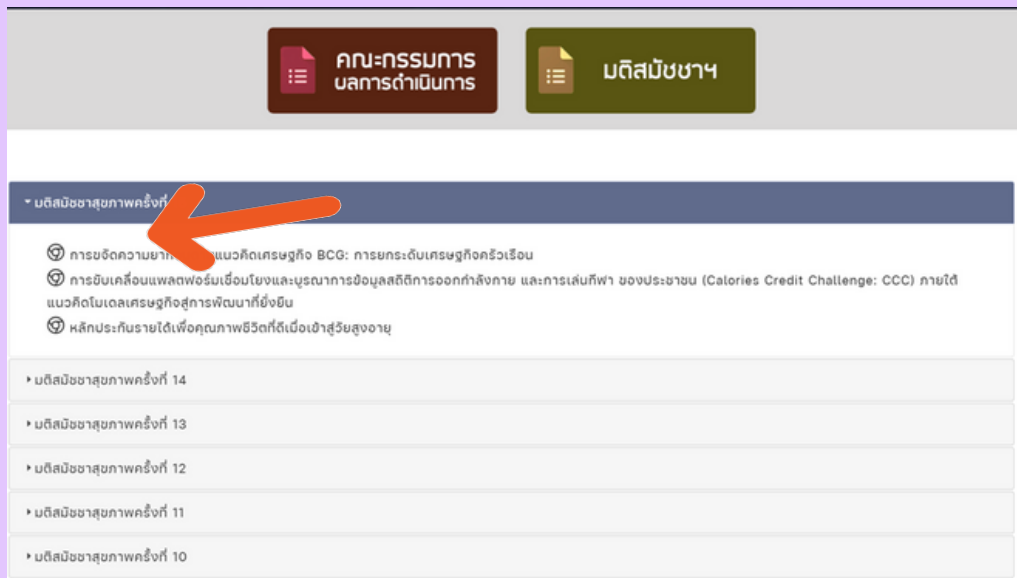 คณะกรรมการ
ผลการดำเนินการ
มติสมัชชาฯ
มติสมัชชาสุขภาพครั้งที่
การขจัดความยาก แนวคิดเศรษฐกิจ BCG: การยกระดับเศรษฐกิจครัวเรือน
การขับเคลื่อนแพลตฟอร์มเชื่อมโยงและบูรณาการข้อมูลสถิติการออกกำลังกาย และการเล่นกีฬา ของประชาชน (Calories Credit Challenge: CCC) ภายใต้
แนวคิดโมเดลเศรษฐกิจสู่การพัฒนาที่ยั่งยืน
หลักประกันรายได้เพื่อคุณภาพชีวิตที่ดีเมื่อเข้าสู่วัยสูงอายุ
มติสมัชชาสุขภาพครั้งที่ 14
มติสมัชชาสุขภาพครั้งที่ 13
มติสมัชชาสุขภาพครั้งที่ 12
มติสมัชชาสุขภาพครั้งที่ 11
มติสมัชชาสุขภาพครั้งที่ 10